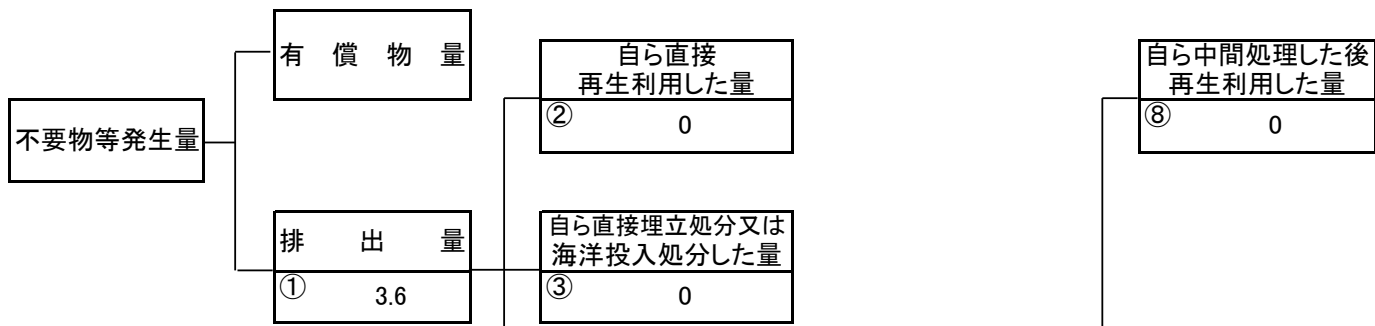 有償物量
自ら直接
再生利用した量
② 0
自ら中間処理した後
再生利用した量
⑧ 0
不要物等発生量
排出量
① 3.6
自ら直接埋立処分又は
海洋投入処分した量
③ 0